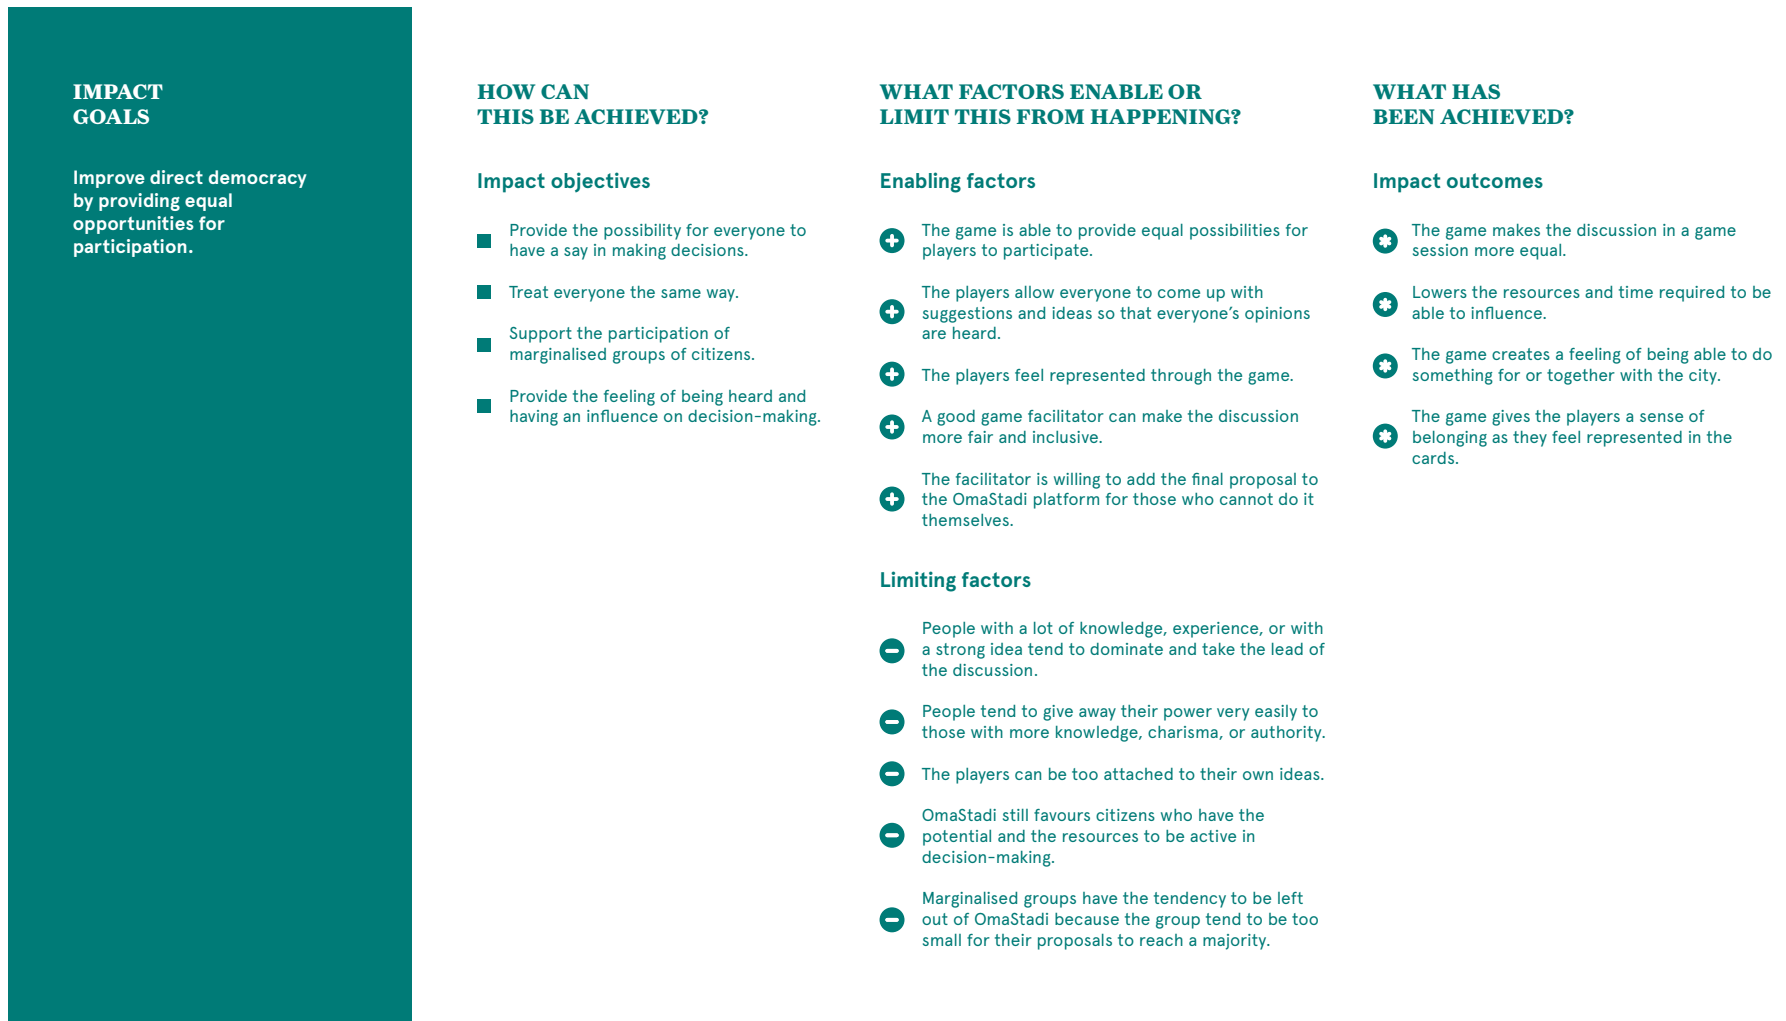 IMPACT
GOALS
Improve direct democracy
by providing equal
opportunities for
participation.
HOW CAN
THIS BE ACHIEVED?
Impact objectives
Provide the possibility for everyone to
have a say in making decisions.
Treat everyone the same way.
Support the participation of
marginalised groups of citizens.
Provide the feeling of being heard and
having an influence on decision-making.
WHAT FACTORS ENABLE OR
LIMIT THIS FROM HAPPENING?
Enabling factors
The game is able to provide equal possibilities for
players to participate.
The players allow everyone to come up with
suggestions and ideas so that everyone's opinions
are heard.
The players feel represented through the game.
A good game facilitator can make the discussion
more fair and inclusive.
The facilitator is willing to add the final proposal to
the OmaStadi platform for those who cannot do it
themselves.
Limiting factors
People with a lot of knowledge, experience, or with
a strong idea tend to dominate and take the lead of
the discussion.
People tend to give away their power very easily to
those with more knowledge, charisma, or authority.
The players can be too attached to their own ideas.
OmaStadi still favours citizens who have the
potential and the resources to be active in
decision-making.
Marginalised groups have the tendency to be left
out of OmaStadi because the group tend to be too
small for their proposals to reach a majority.
WHAT HAS
BEEN ACHIEVED?
Impact outcomes
The game makes the discussion in a game
session more equal.
Lowers the resources and time required to be
able to influence.
The game creates a feeling of being able to do
something for or together with the city.
The game gives the players a sense of
belonging as they feel represented in the
cards.